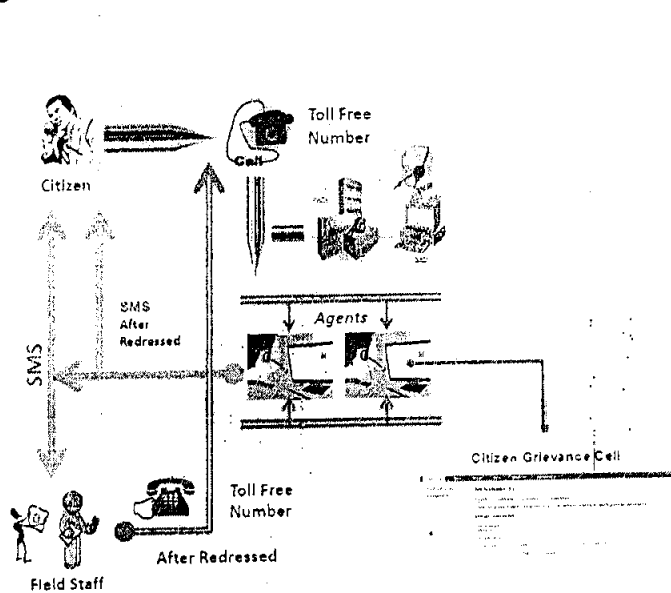 Toll Free
Number
Call
Citizen
SMS
After
Redressed
Agents
SMS
Citizen Grievance Cell
Toll Free
Number
After Redressed
Field Staff